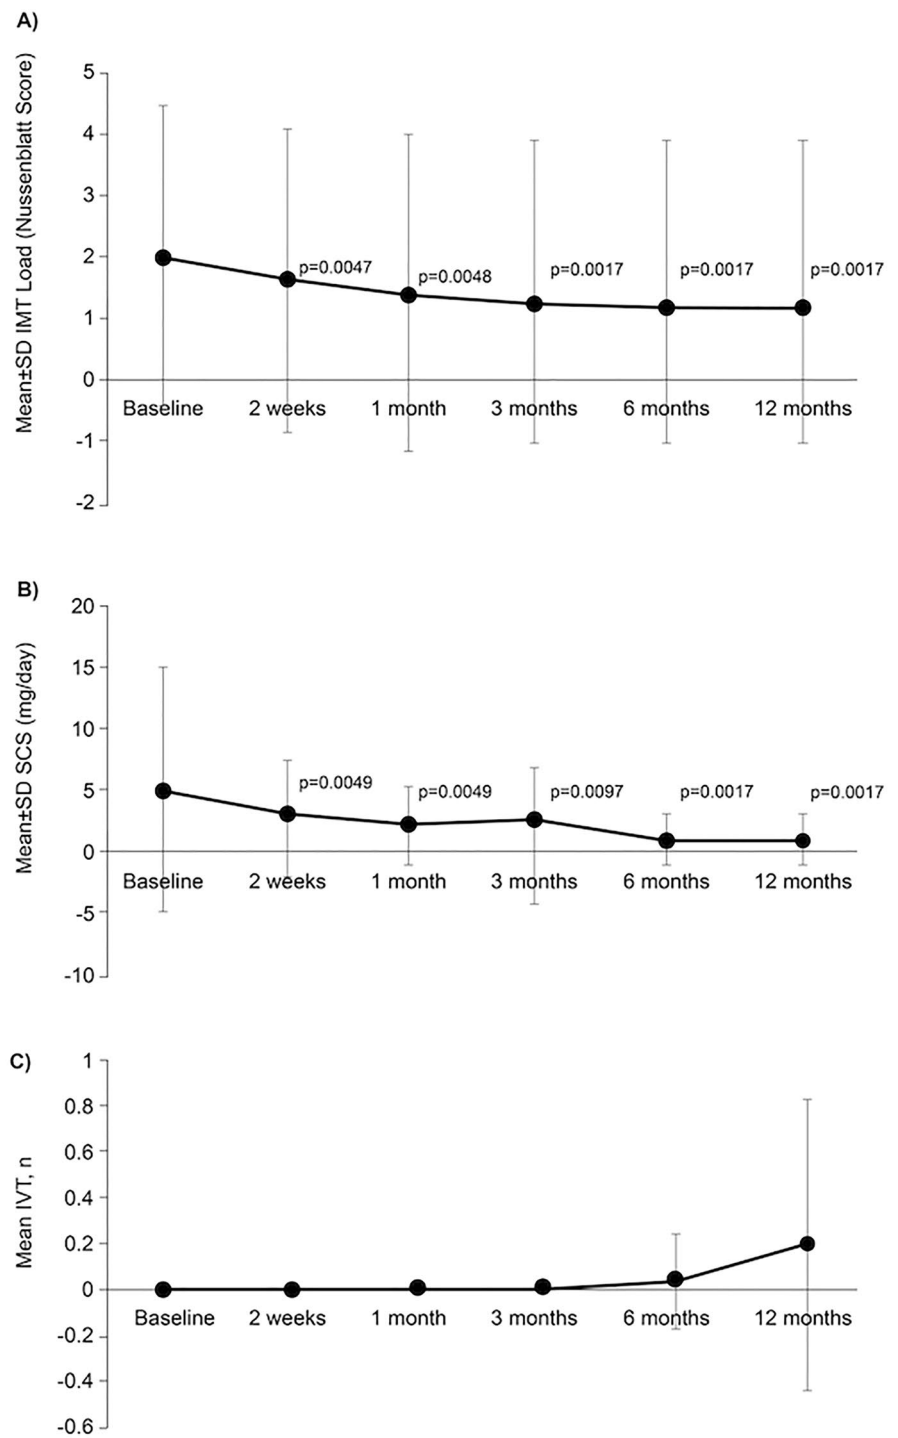 A)
Mean±SD IMT Load (Nussenblatt Score)
5
4
3
2
1
0
-1
-2
p=0.0047
p=0.0048
p=0.0017
p=0.0017
p=0.0017
Baseline
2 weeks
1 month
3 months
6 months
12 months
B)
Mean±SD SCS (mg/day)
20
15
10
5
0
-5
-10
p=0.0049
p=0.0049
p=0.0097
p=0.0017
p=0.0017
Baseline
2 weeks
1 month
3 months
6 months
12 months
C)
Mean IVT, n
1
0.8
0.6
0.4
0.2
0
-0.2
-0.4
-0.6
Baseline
2 weeks
1 month
3 months
6 months
12 months